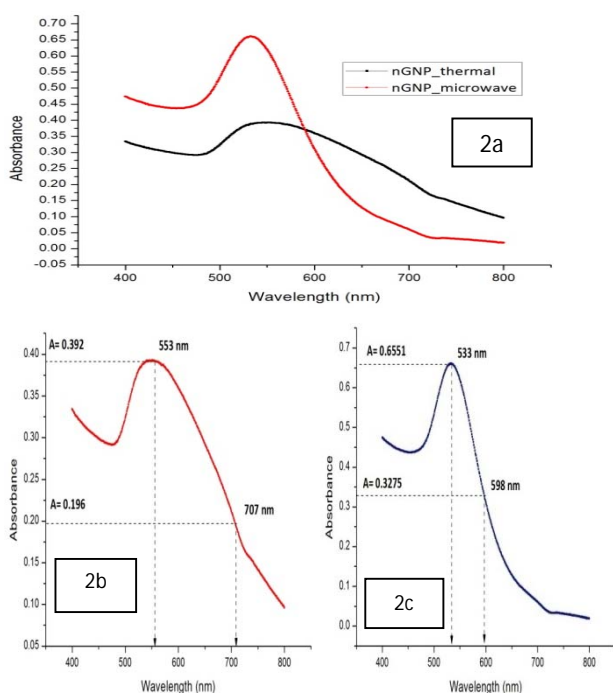 0.70
0.65
0.60
0.55
0.50
0.45
0.40
0.35
0.30
0.25
0.20
0.15
0.10
0.05
0.00
-0.05
Absorbance
nGNP_thermal
nGNP_microwave
2a
400 500 600 700 800
Wavelength (nm)
A= 0.392
553 nm
0.40
0.35
0.30
0.25
A= 0.196
707 nm
0.20
0.15
0.10
0.05
Absorbance
2b
400 500 600 700 800
Wavelength (nm)
A= 0.6551
533 nm
0.7
0.6
0.5
0.4
A= 0.3275
598 nm
0.3
0.2
0.1
0.0
Absorbance
2c
400 500 600 700 800
Wavelength (nm)